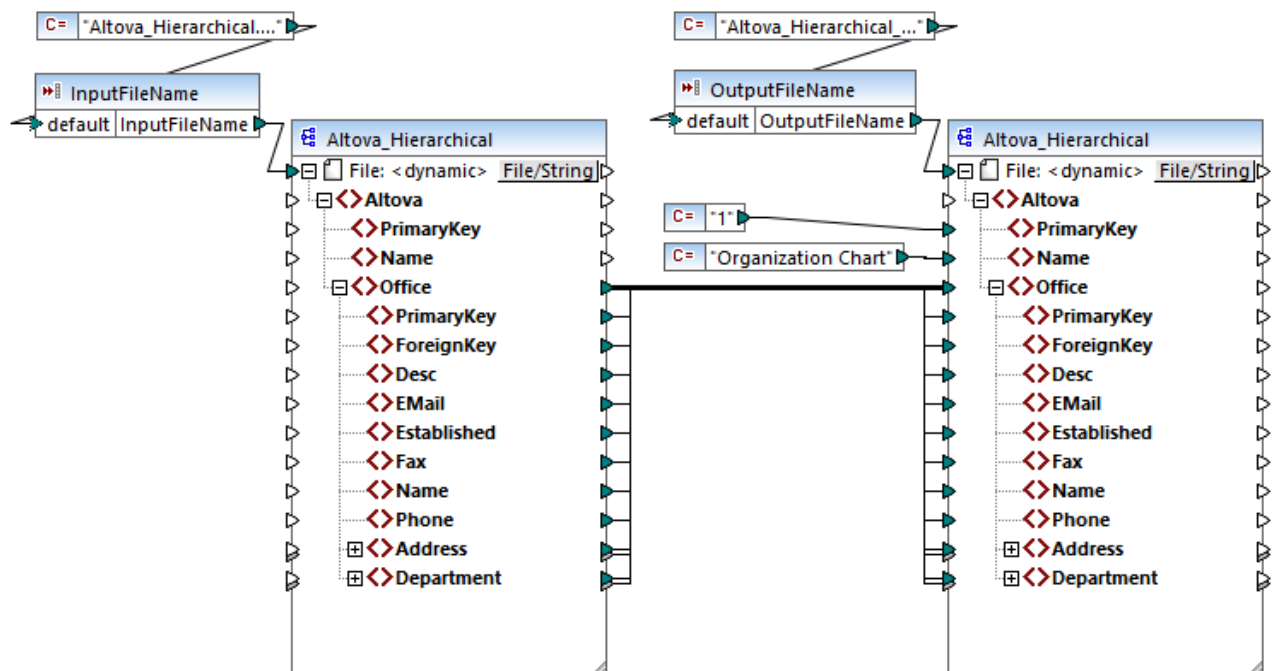 C= "Altova_Hierarchical...."
C= "Altova_Hierarchical_..."
InputFileName
default InputFileName
OutputFileName
default OutputFileName
Altova_Hierarchical
File: <dynamic> File/String
Altova
PrimaryKey
Name
Office
PrimaryKey
ForeignKey
Desc
EMail
Established
Fax
Name
Phone
Address
Department
C= "1"
C= "Organization Chart"
Altova_Hierarchical
File: <dynamic> File/String
Altova
PrimaryKey
Name
Office
PrimaryKey
ForeignKey
Desc
EMail
Established
Fax
Name
Phone
Address
Department